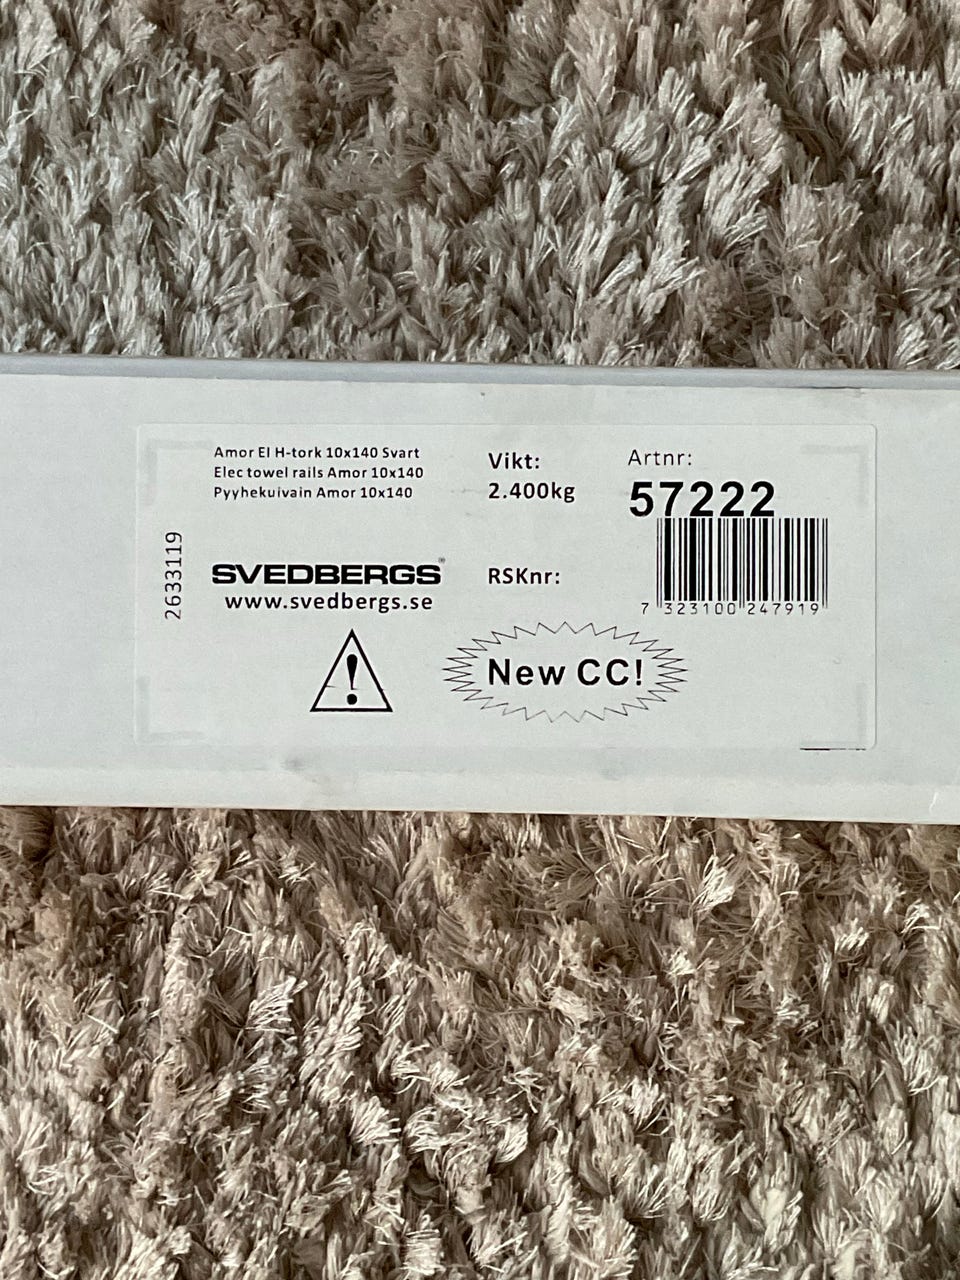 Amor El H-tork 10x140 Svart
Elec towel rails Amor 10x140
Pyyhekuivain Amor 10x140
Vikt:
2.400kg
Artnr:
57222
7 323100 247919
2633119
SVEDBERGS®
www.svedbergs.se
RSKnr:
!
New CC!